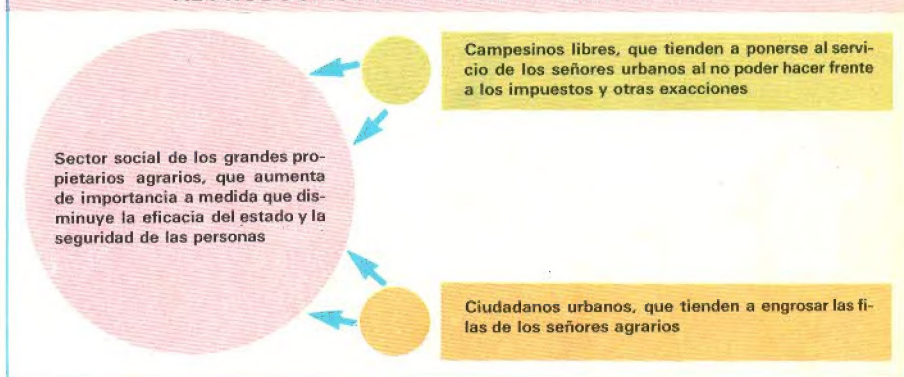 Campesinos libres, que tienden a ponerse al servi-
cio de los señores urbanos al no poder hacer frente
a los impuestos y otras exacciones
Sector social de los grandes pro-
pietarios agrarios, que aumenta
de importancia a medida que dis-
minuye la eficacia del estado y la
seguridad de las personas
Ciudadanos urbanos, que tienden a engrosar las fi-
las de los señores agrarios